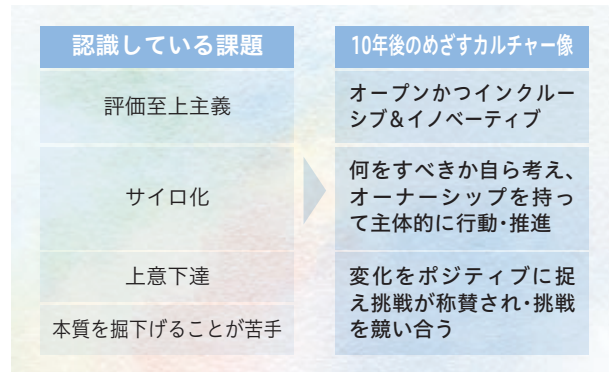 認識している課題
評価至上主義
サイロ化
上意下達
本質を掘下げることが苦手
10年後のめざすカルチャー像
オープンかつインクルー
シブ&イノベーティブ
何をすべきか自ら考え、
オーナーシップを持っ
て主体的に行動・推進
変化をポジティブに捉
え挑戦が称賛され・挑戦
を競い合う